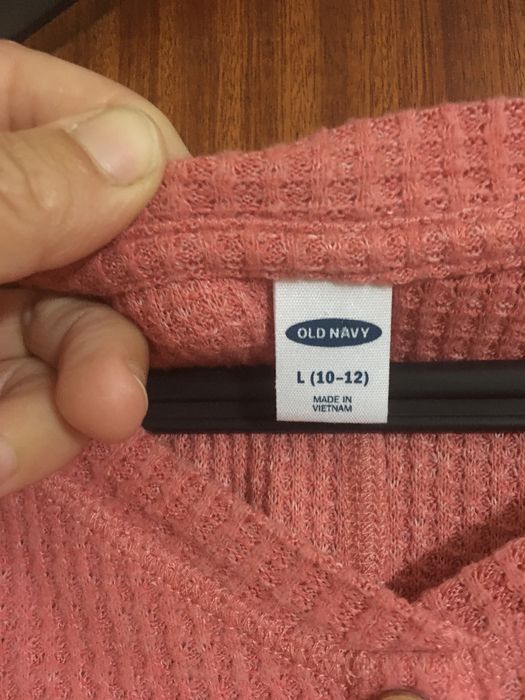 OLD NAVY
L (10-12)
MADE IN
VIETNAM